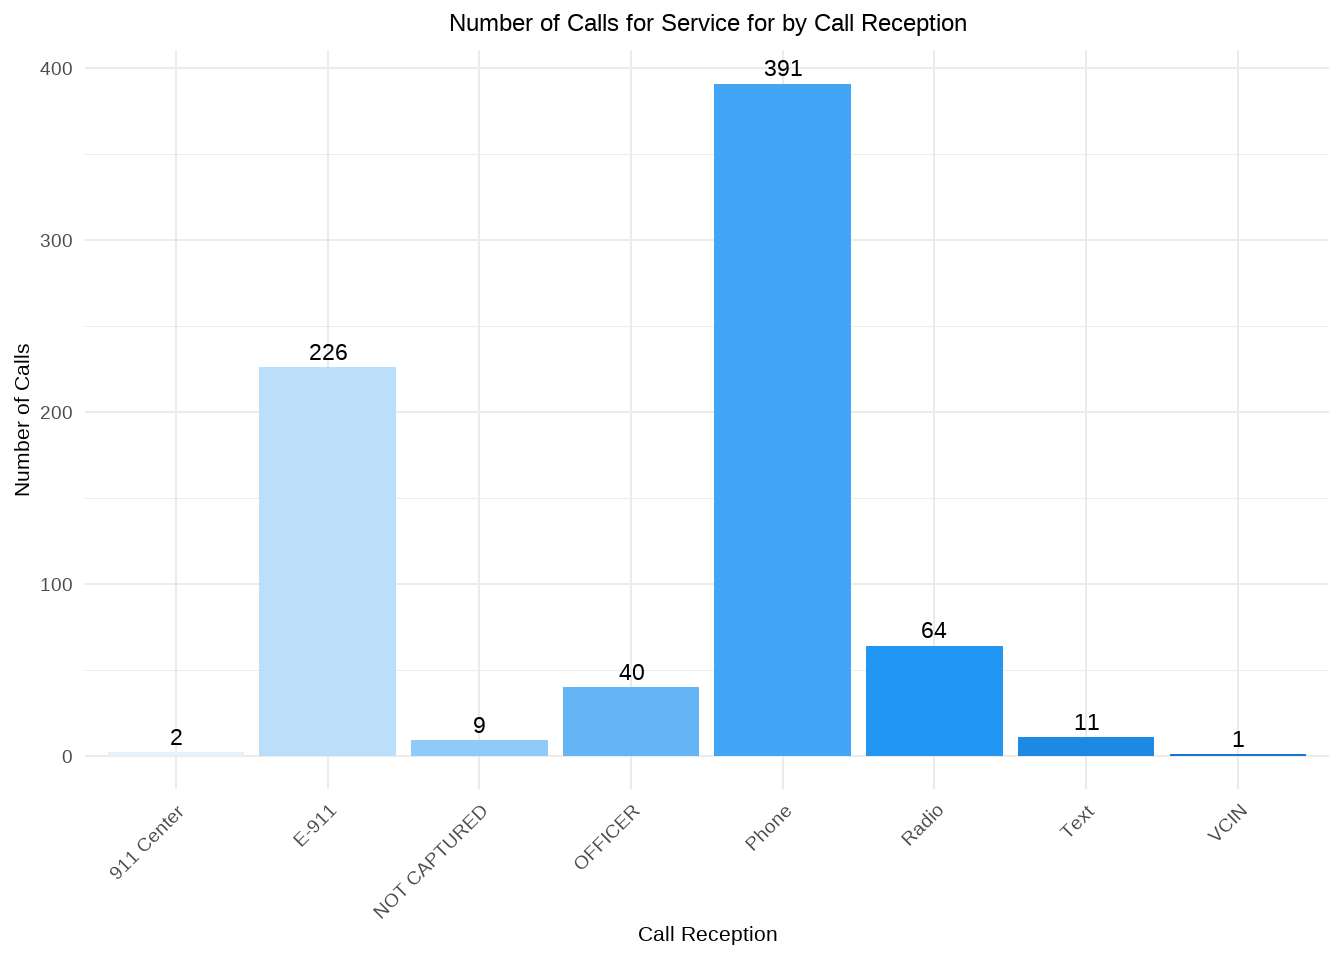 Number of Calls for Service for by Call Reception
400
300
200
100
0
Number of Calls
2
226
9
40
391
64
11
1
911 Center
E-911
NOT CAPTURED
OFFICER
Phone
Radio
Text
VCIN
Call Reception